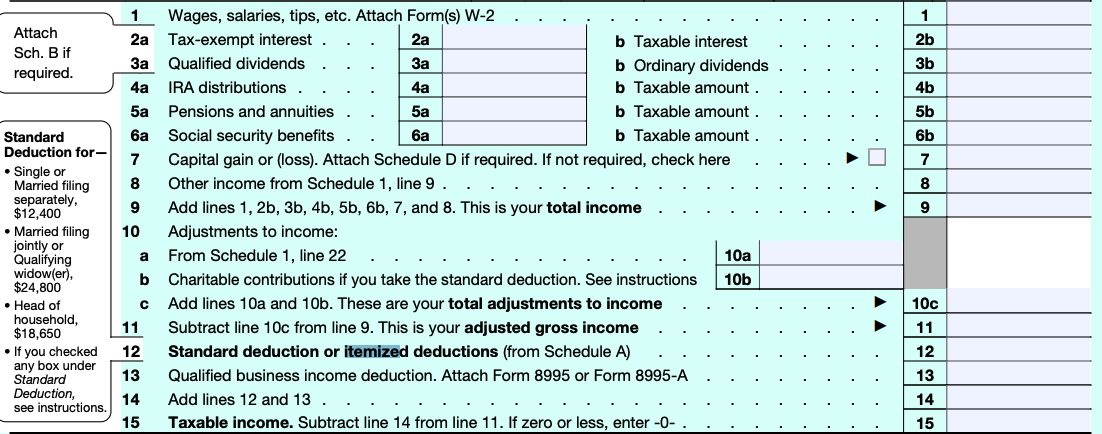 Attach
Sch. B if
required.
Standard
Deduction for—
• Single or
Married filing
separately,
$12,400
• Married filing
jointly or
Qualifying
widow(er),
$24,800
• Head of
household,
$18,650
• If you checked
any box under
Standard
Deduction,
see instructions.
1 Wages, salaries, tips, etc. Attach Form(s) W-2 . . . . . . . . . . . . . . . . 1
2a Tax-exempt interest . . . 2a b Taxable interest . . . . . 2b
3a Qualified dividends . . . 3a b Ordinary dividends . . . . . 3b
4a IRA distributions . . . . 4a b Taxable amount . . . . . . 4b
5a Pensions and annuities . . 5a b Taxable amount . . . . . . 5b
6a Social security benefits . . 6a b Taxable amount . . . . . . 6b
7 Capital gain or (loss). Attach Schedule D if required. If not required, check here . . . . ▶ 7
8 Other income from Schedule 1, line 9 . . . . . . . . . . . . . . . . . . . 8
9 Add lines 1, 2b, 3b, 4b, 5b, 6b, 7, and 8. This is your total income . . . . . . . . ▶ 9
10 Adjustments to income:
a From Schedule 1, line 22 . . . . . . . . . . . . . . 10a
b Charitable contributions if you take the standard deduction. See instructions 10b
c Add lines 10a and 10b. These are your total adjustments to income . . . . . . . . ▶ 10c
11 Subtract line 10c from line 9. This is your adjusted gross income . . . . . . . . ▶ 11
12 Standard deduction or itemized deductions (from Schedule A) . . . . . . . . . . 12
13 Qualified business income deduction. Attach Form 8995 or Form 8995-A . . . . . . . . 13
14 Add lines 12 and 13 . . . . . . . . . . . . . . . . . . . . . . . . 14
15 Taxable income. Subtract line 14 from line 11. If zero or less, enter -0- . . . . . . . . . 15